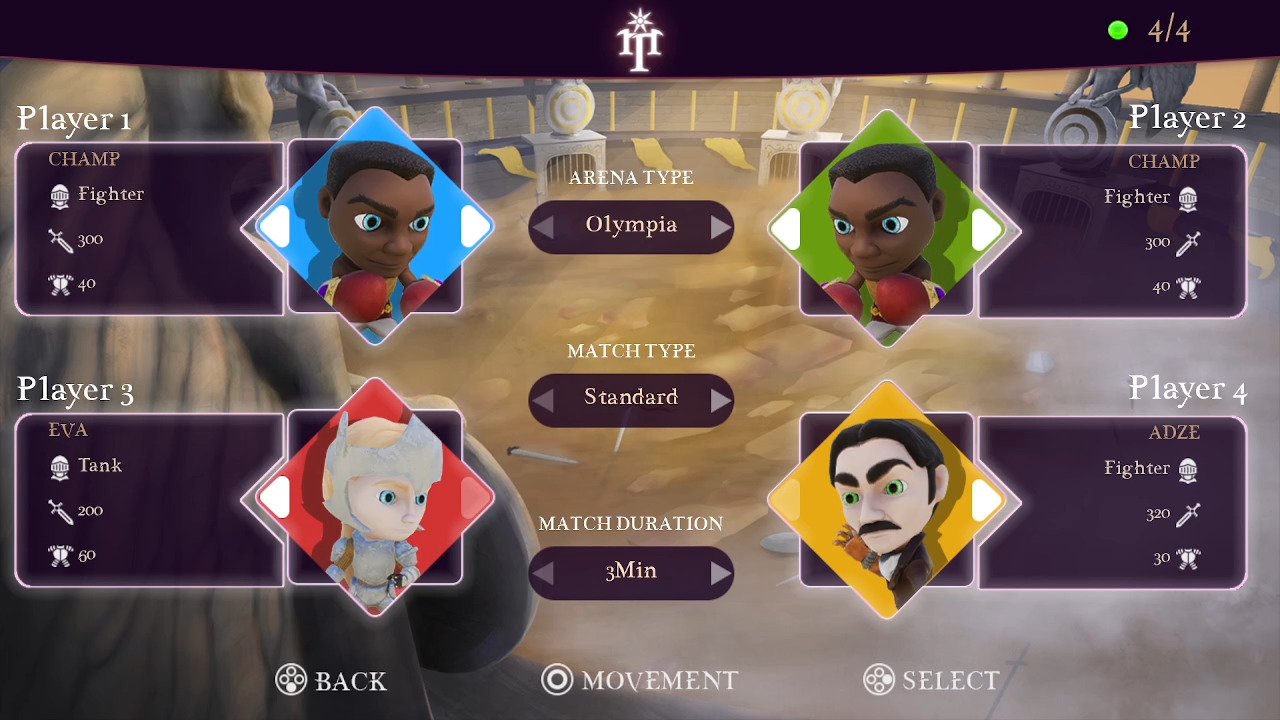 4/4
Player 1
CHAMP
Fighter
300
40
Player 2
CHAMP
Fighter
300
40
ARENA TYPE
Olympia
MATCH TYPE
Standard
MATCH DURATION
3Min
Player 3
EVA
Tank
200
60
Player 4
ADZE
Fighter
320
30
BACK
MOVEMENT
SELECT